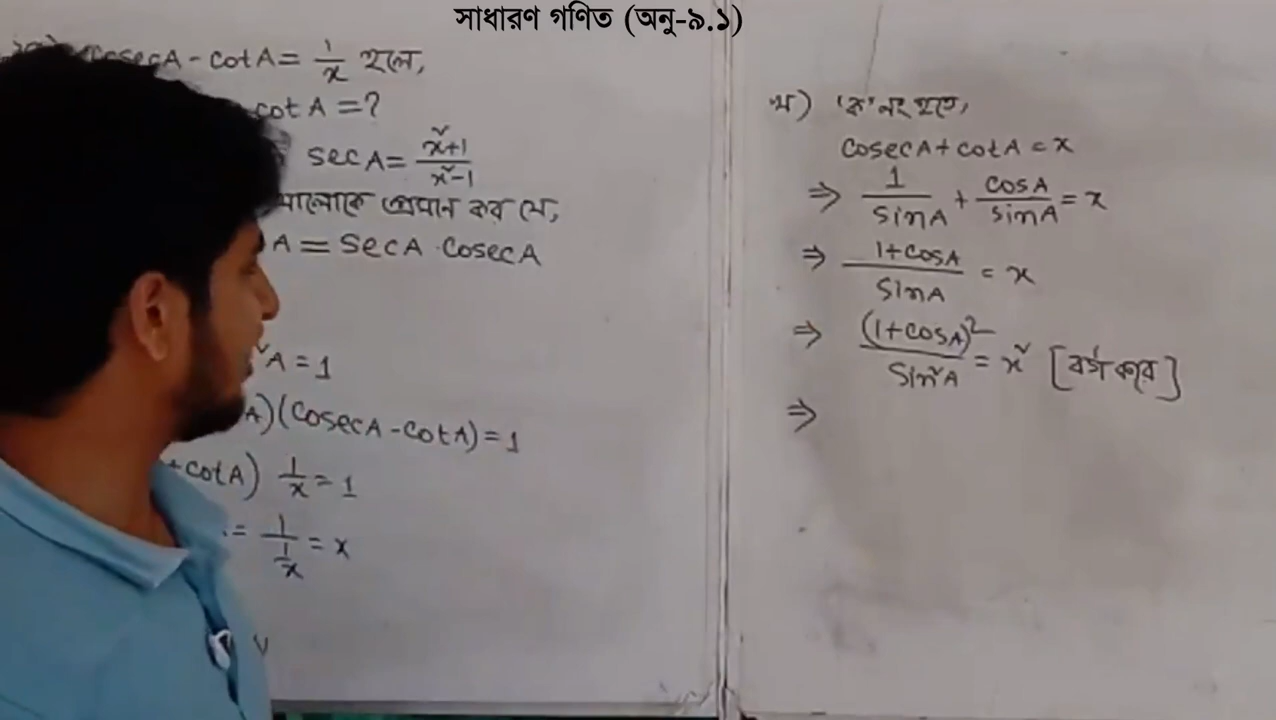 সাধারণ গণিত (অনু-৯.১)
cosecA - cotA = 1/x হলে,
cotA = ?
secA = x²+1/x²-1
প্রমান কর যে,
A = secA · cosecA
²A = 1
A)(cosecA - cotA) = 1
+cotA) 1/x = 1
= 1/(1/x) = x
খ) 'ক' নং হতে,
cosecA + cotA = x
⇒ 1/sinA + cosA/sinA = x
⇒ 1+cosA/sinA = x
⇒ (1+cosA)²/sin²A = x² [বর্গ করে]
⇒